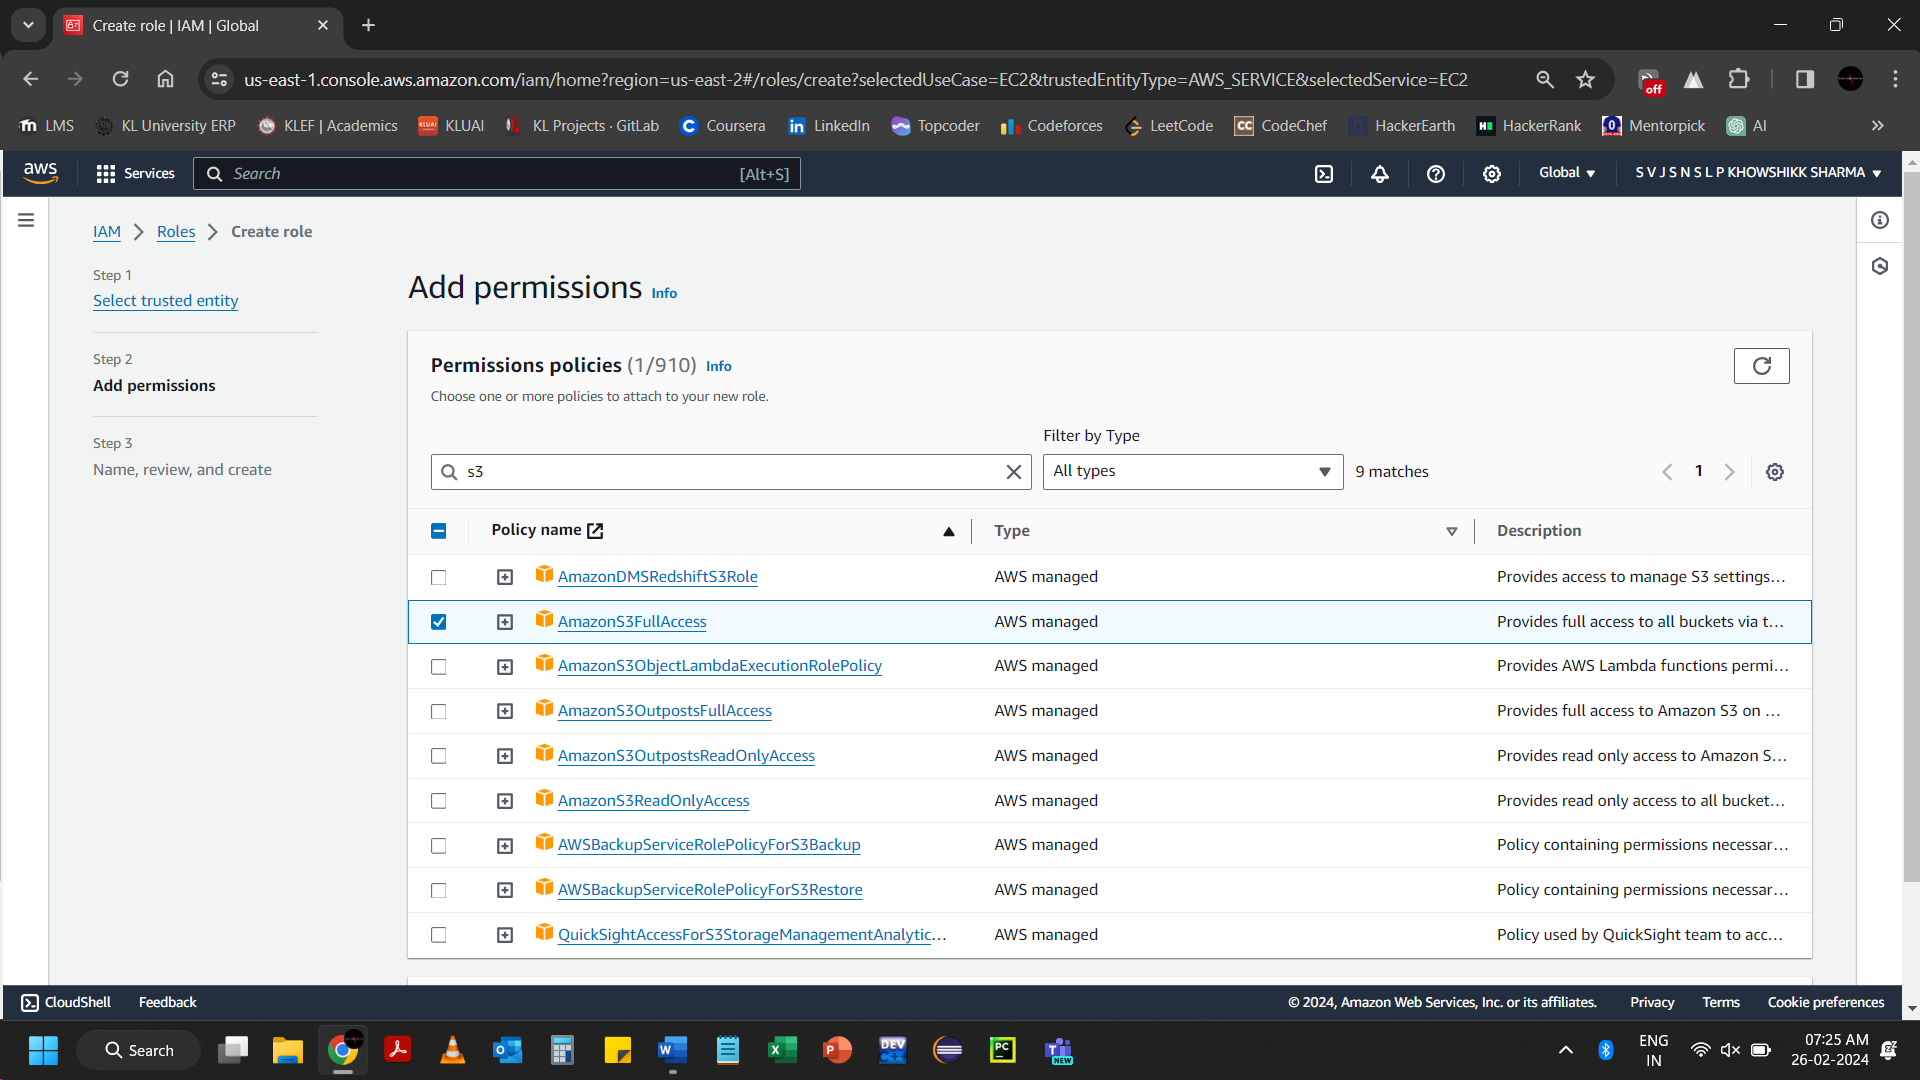 Create role | IAM | Global
us-east-1.console.aws.amazon.com/iam/home?region=us-east-2#/roles/create?selectedUseCase=EC2&trustedEntityType=AWS_SERVICE&selectedService=EC2
off
LMS KL University ERP KLEF | Academics KLUAI KL Projects · GitLab Coursera LinkedIn Topcoder Codeforces LeetCode CodeChef HackerEarth HackerRank Mentorpick AI
aws Services Search [Alt+S] Global S V J S N S L P KHOWSHIKK SHARMA
IAM Roles Create role
Step 1
Select trusted entity
Step 2
Add permissions
Step 3
Name, review, and create
Add permissions Info
Permissions policies (1/910) Info
Choose one or more policies to attach to your new role.
Filter by Type
s3 All types 9 matches 1
Policy name Type Description
AmazonDMSRedshiftS3Role AWS managed Provides access to manage S3 settings...
AmazonS3FullAccess AWS managed Provides full access to all buckets via t...
AmazonS3ObjectLambdaExecutionRolePolicy AWS managed Provides AWS Lambda functions permi...
AmazonS3OutpostsFullAccess AWS managed Provides full access to Amazon S3 on ...
AmazonS3OutpostsReadOnlyAccess AWS managed Provides read only access to Amazon S...
AmazonS3ReadOnlyAccess AWS managed Provides read only access to all bucket...
AWSBackupServiceRolePolicyForS3Backup AWS managed Policy containing permissions necessar...
AWSBackupServiceRolePolicyForS3Restore AWS managed Policy containing permissions necessar...
QuickSightAccessForS3StorageManagementAnalytic... AWS managed Policy used by QuickSight team to acc...
CloudShell Feedback © 2024, Amazon Web Services, Inc. or its affiliates. Privacy Terms Cookie preferences
Search
DEV
PC
NEW
ENG
IN
07:25 AM
26-02-2024